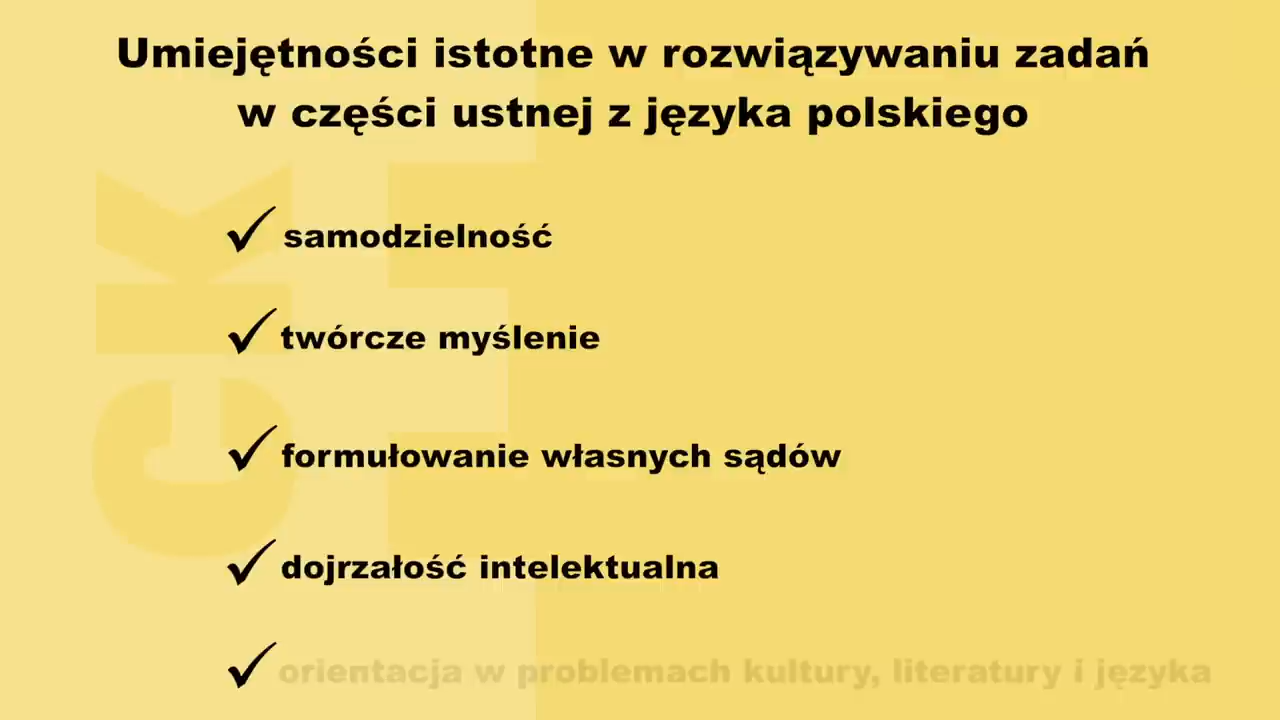 Umiejętności istotne w rozwiązywaniu zadań
w części ustnej z języka polskiego
✓ samodzielność
✓ twórcze myślenie
✓ formułowanie własnych sądów
✓ dojrzałość intelektualna
✓ orientacja w problemach kultury, literatury i języka
cke